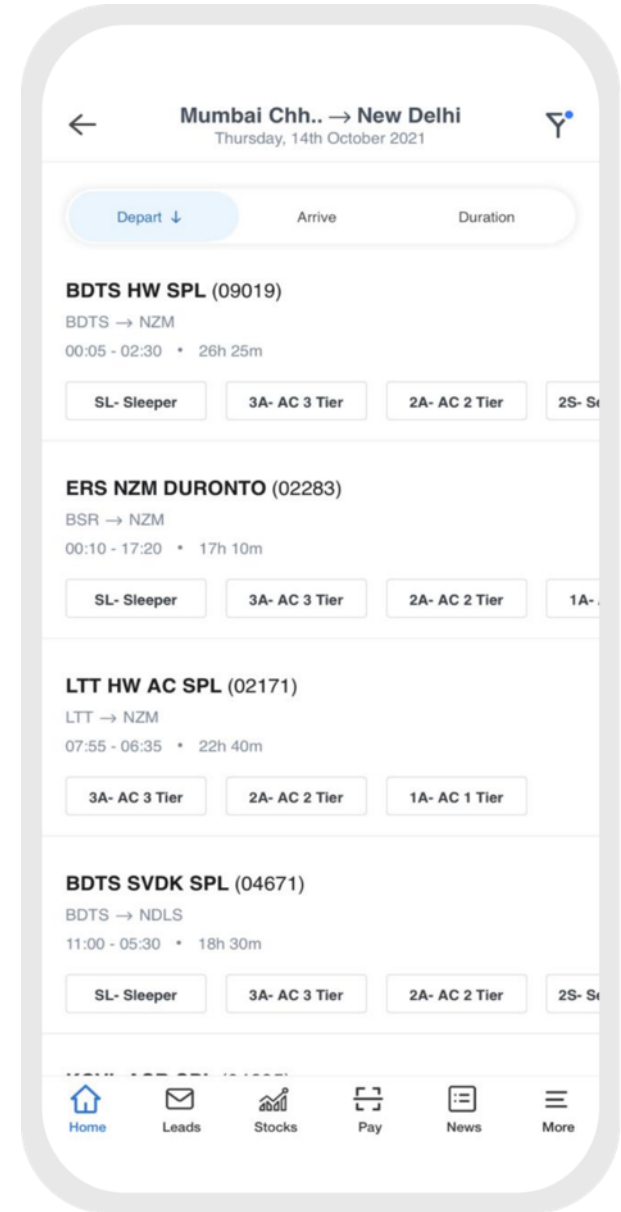 Mumbai Chh.. → New Delhi
Thursday, 14th October 2021
Depart ↓ Arrive Duration
BDTS HW SPL (09019)
BDTS → NZM
00:05 - 02:30 • 26h 25m
SL- Sleeper 3A- AC 3 Tier 2A- AC 2 Tier 2S- Se
ERS NZM DURONTO (02283)
BSR → NZM
00:10 - 17:20 • 17h 10m
SL- Sleeper 3A- AC 3 Tier 2A- AC 2 Tier 1A-
LTT HW AC SPL (02171)
LTT → NZM
07:55 - 06:35 • 22h 40m
3A- AC 3 Tier 2A- AC 2 Tier 1A- AC 1 Tier
BDTS SVDK SPL (04671)
BDTS → NDLS
11:00 - 05:30 • 18h 30m
SL- Sleeper 3A- AC 3 Tier 2A- AC 2 Tier 2S- Se
Home Leads Stocks Pay News More